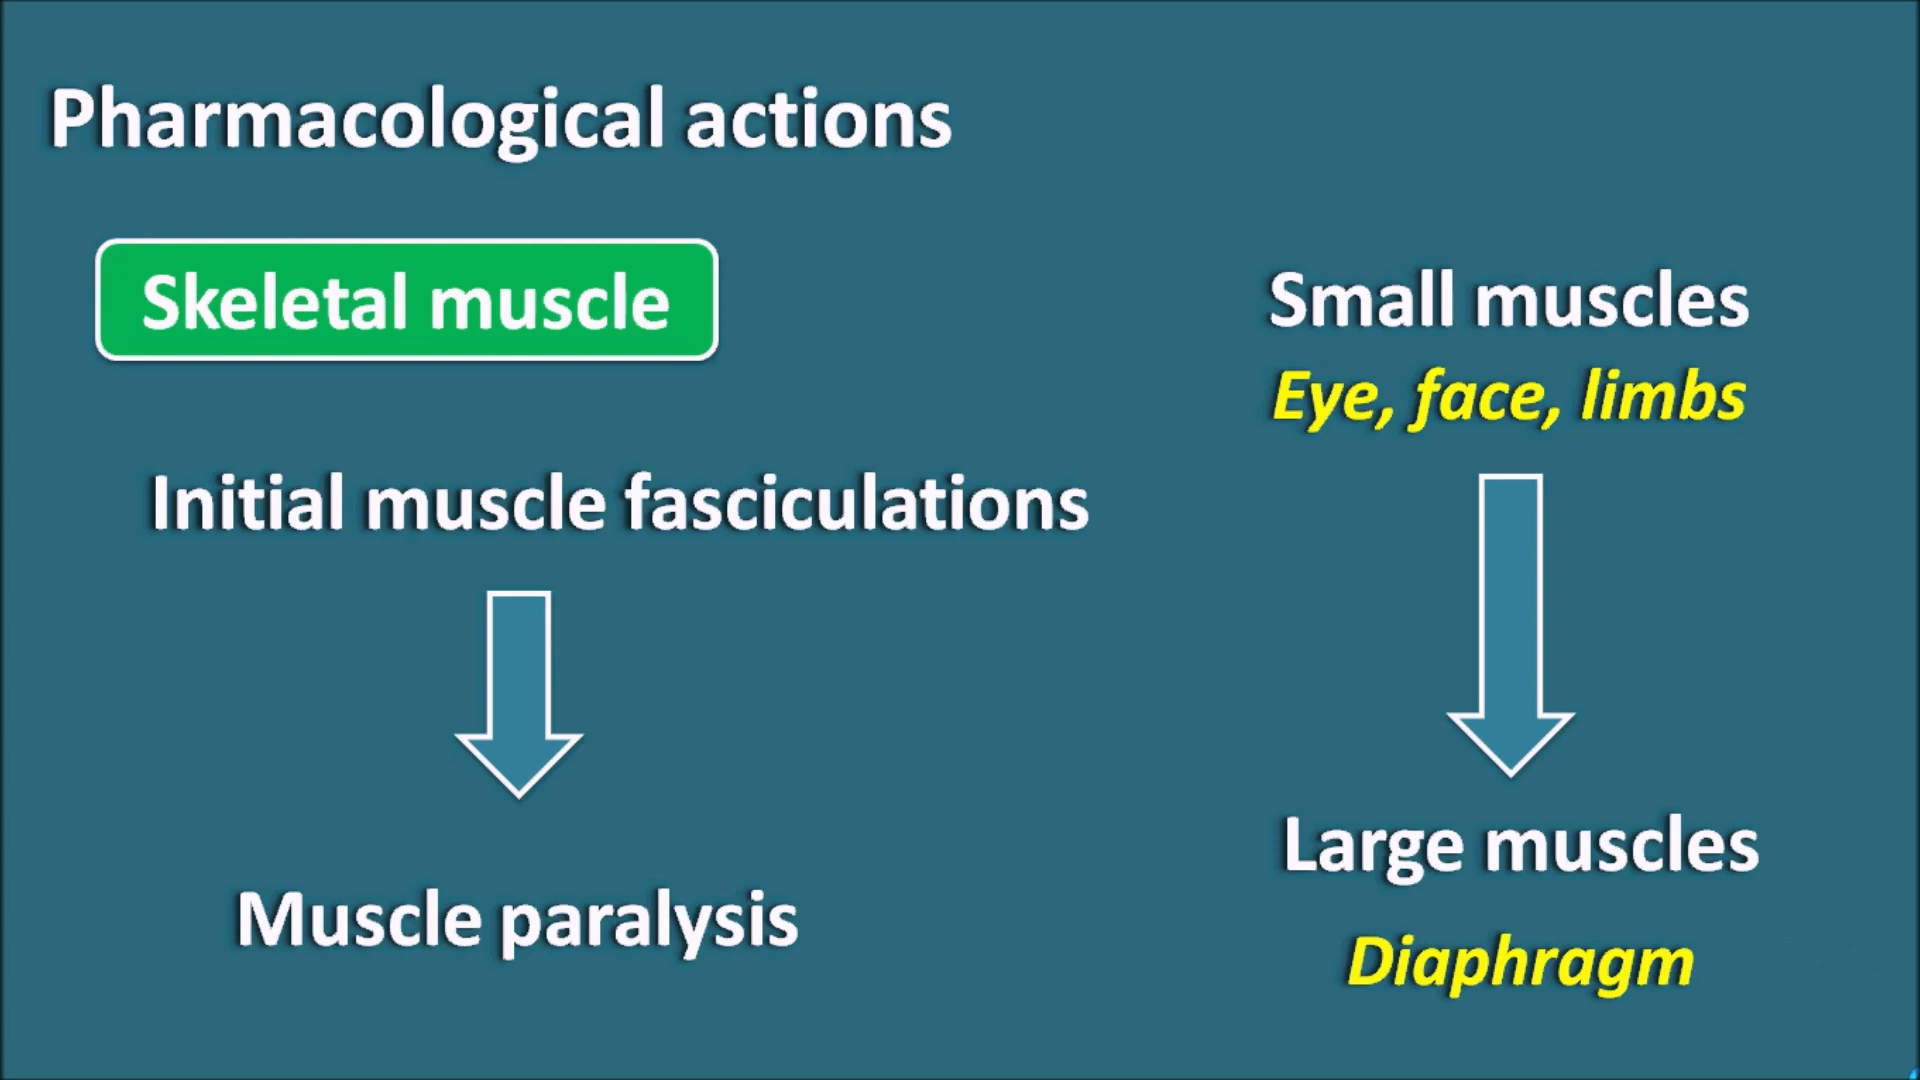 Pharmacological actions
Skeletal muscle
Initial muscle fasciculations
Muscle paralysis
Small muscles
Eye, face, limbs
Large muscles
Diaphragm